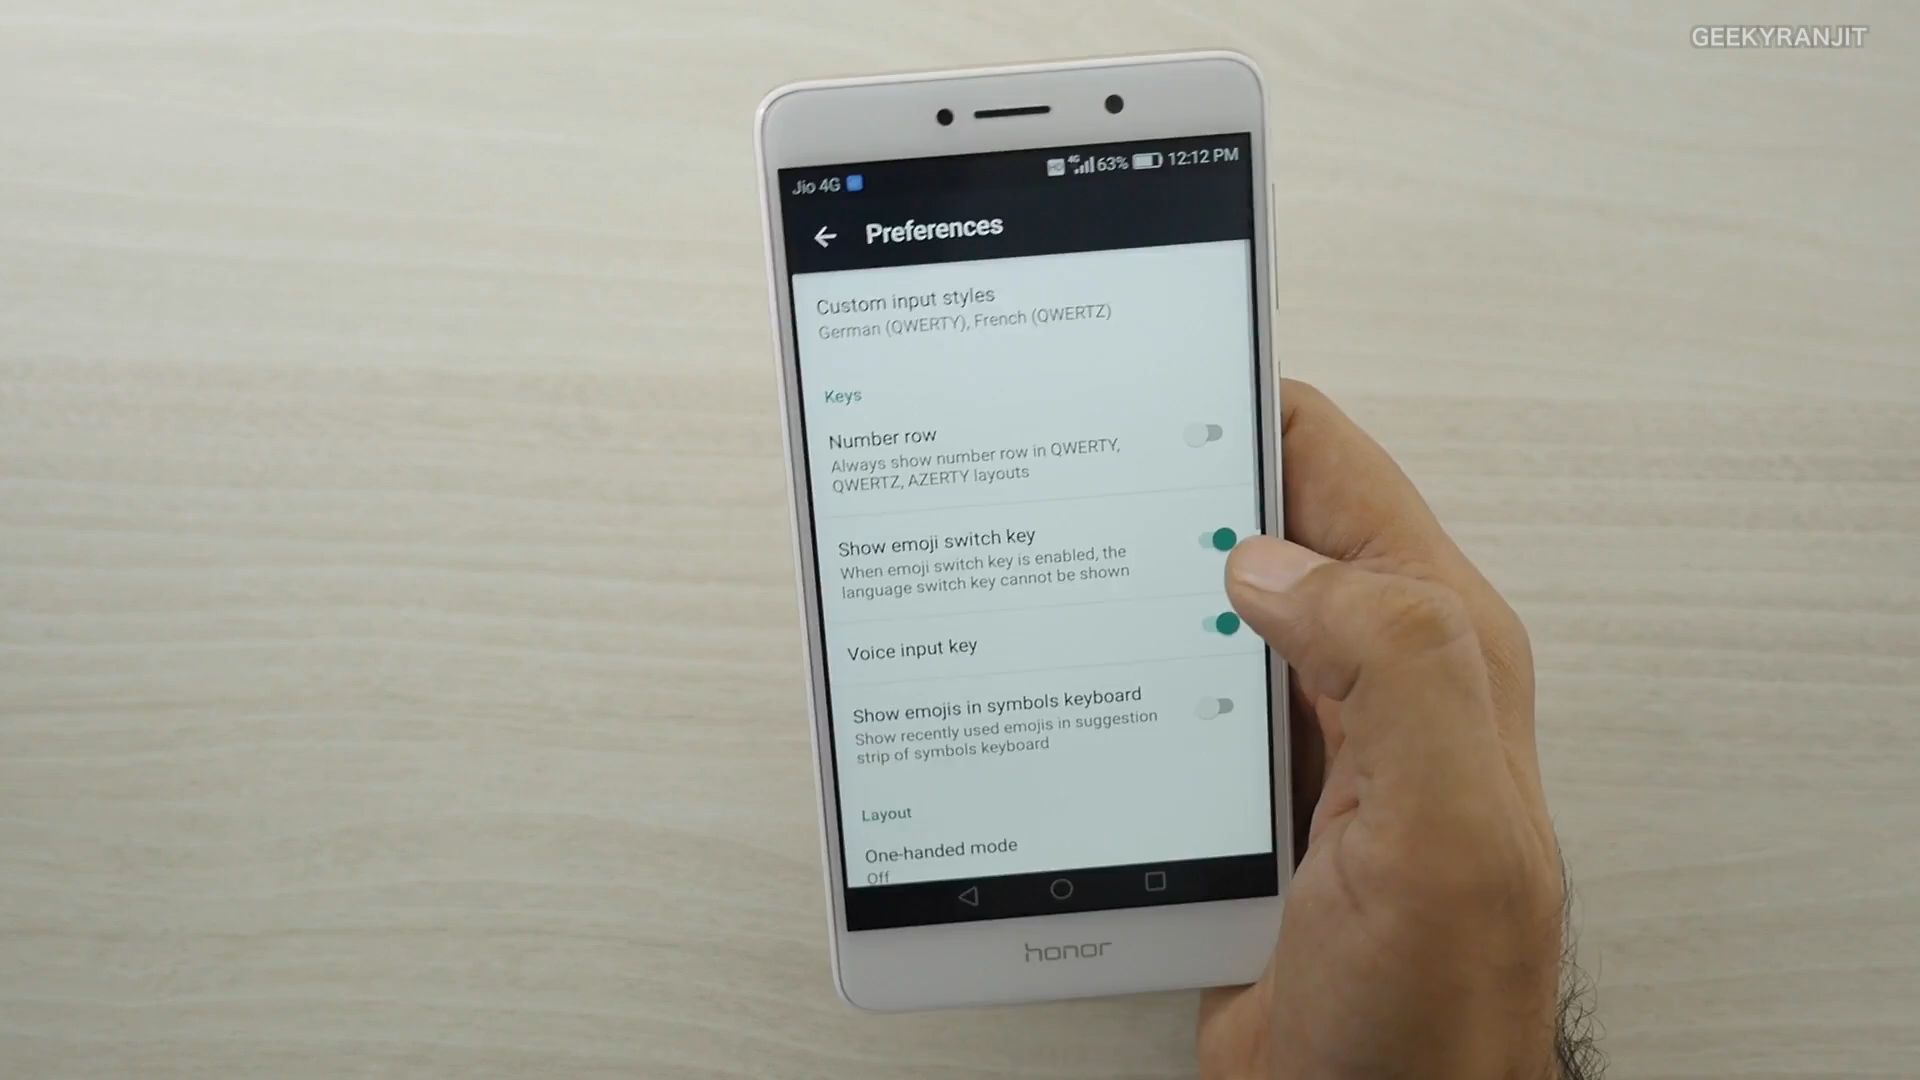 GEEKYRANJIT
Jio 4G HD 4G 63% 12:12 PM
Preferences
Custom input styles
German (QWERTY), French (QWERTZ)
Keys
Number row
Always show number row in QWERTY,
QWERTZ, AZERTY layouts
Show emoji switch key
When emoji switch key is enabled, the
language switch key cannot be shown
Voice input key
Show emojis in symbols keyboard
Show recently used emojis in suggestion
strip of symbols keyboard
Layout
One-handed mode
Off
honor